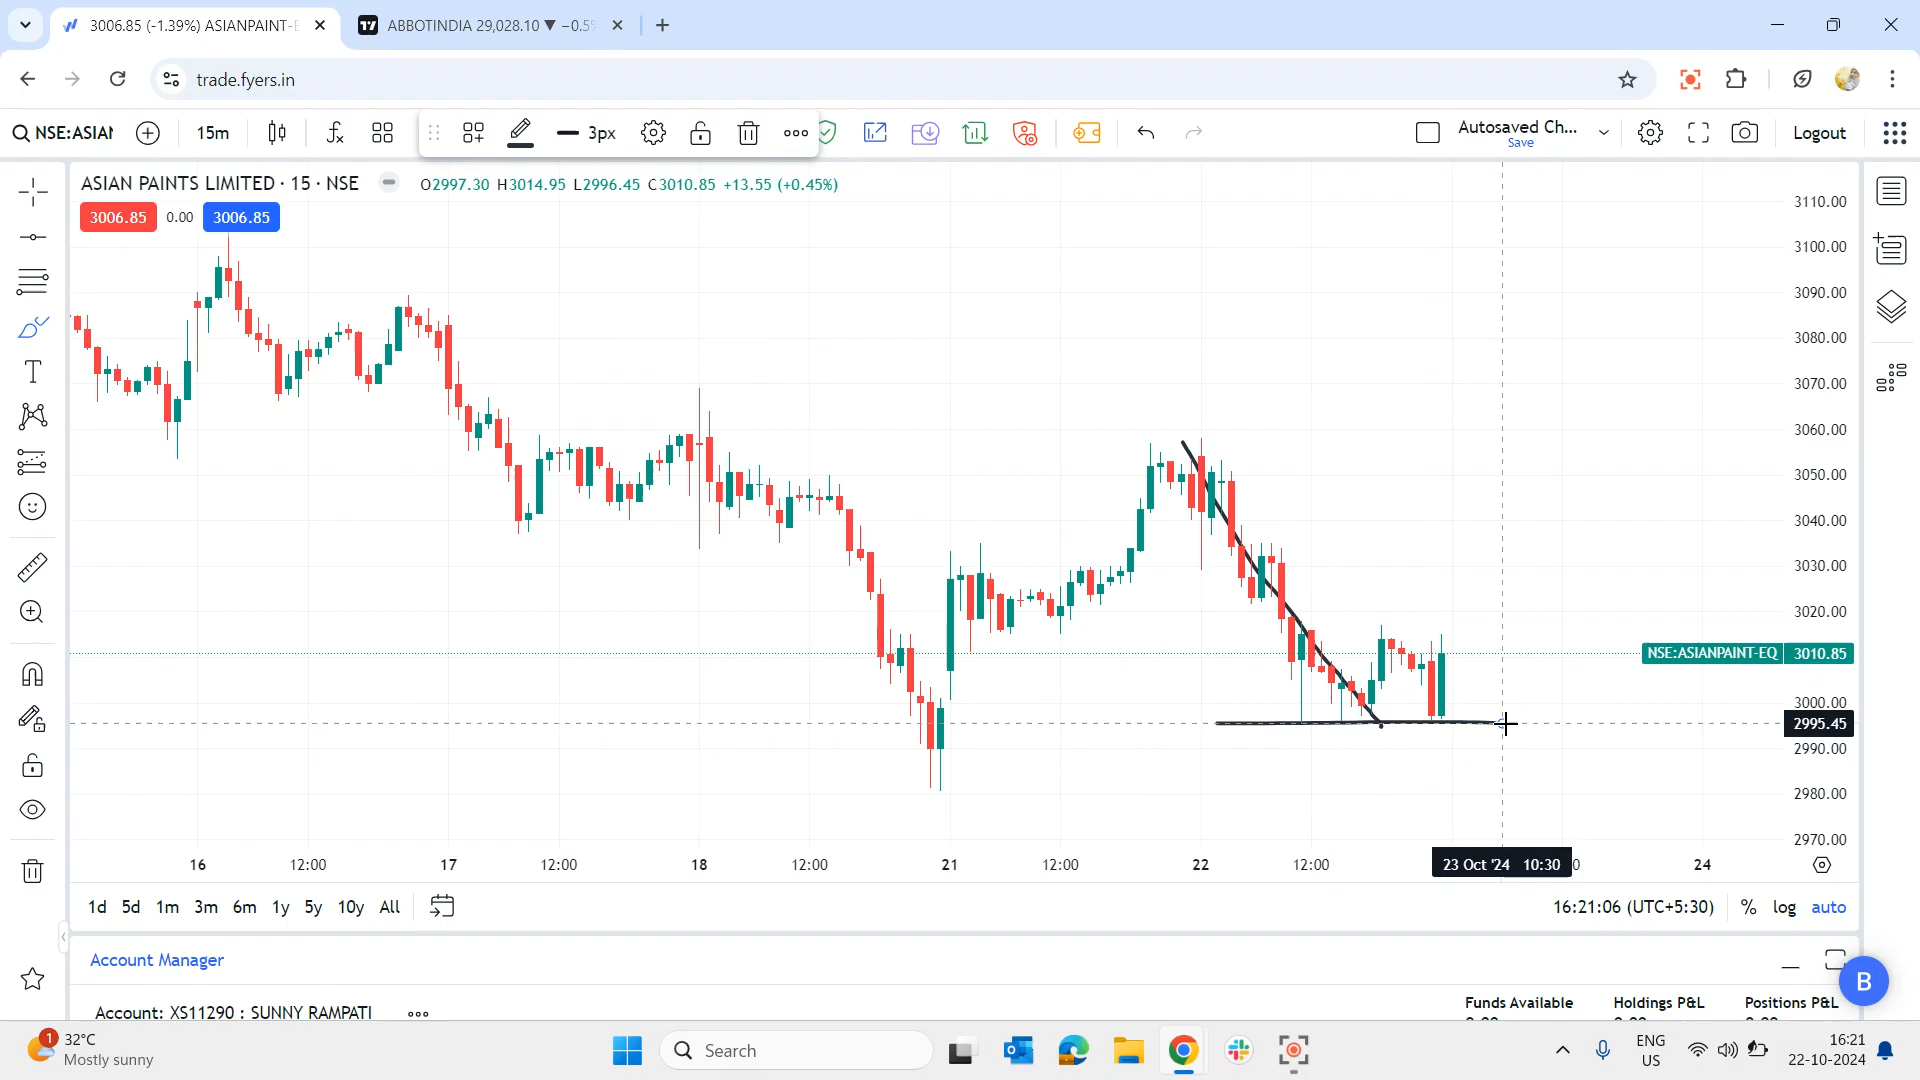 3006.85 (-1.39%) ASIANPAINT-E
ABBOTINDIA 29,028.10 ▼ −0.5
trade.fyers.in
NSE:ASIAN
15m
3px
Autosaved Ch...
Save
Logout
ASIAN PAINTS LIMITED · 15 · NSE
O2997.30 H3014.95 L2996.45 C3010.85 +13.55 (+0.45%)
3006.85 0.00 3006.85
3110.00
3100.00
3090.00
3080.00
3070.00
3060.00
3050.00
3040.00
3030.00
3020.00
NSE:ASIANPAINT-EQ 3010.85
3000.00
2995.45
2990.00
2980.00
2970.00
16 12:00 17 12:00 18 12:00 21 12:00 22 12:00 23 Oct '24 10:30 24
1d 5d 1m 3m 6m 1y 5y 10y All
16:21:06 (UTC+5:30) % log auto
Account Manager
B
Account: XS11290 : SUNNY RAMPATI
Funds Available Holdings P&L Positions P&L
1
32°C
Mostly sunny
Search
ENG
US
16:21
22-10-2024